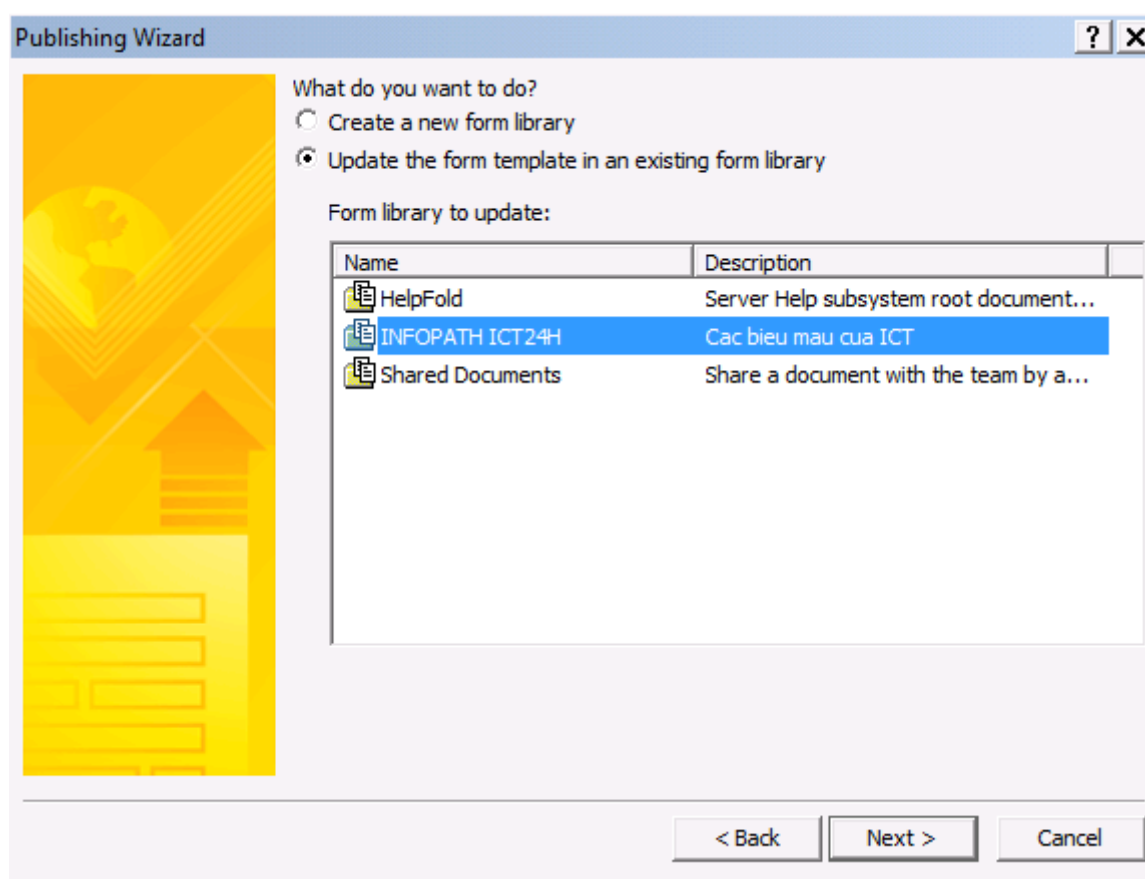 Publishing Wizard
What do you want to do?
Create a new form library
Update the form template in an existing form library
Form library to update:
Name Description
HelpFold Server Help subsystem root document...
INFOPATH ICT24H Cac bieu mau cua ICT
Shared Documents Share a document with the team by a...
< Back Next > Cancel